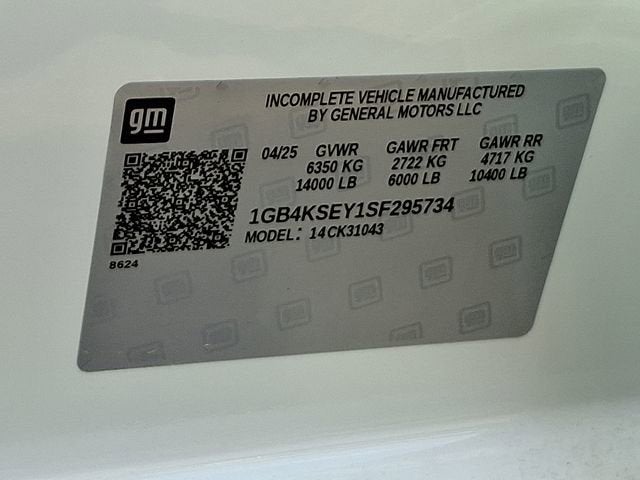 gm
INCOMPLETE VEHICLE MANUFACTURED
BY GENERAL MOTORS LLC
04/25 GVWR GAWR FRT GAWR RR
6350 KG 2722 KG 4717 KG
14000 LB 6000 LB 10400 LB
1GB4KSEY1SF295734
MODEL: 14CK31043
8624